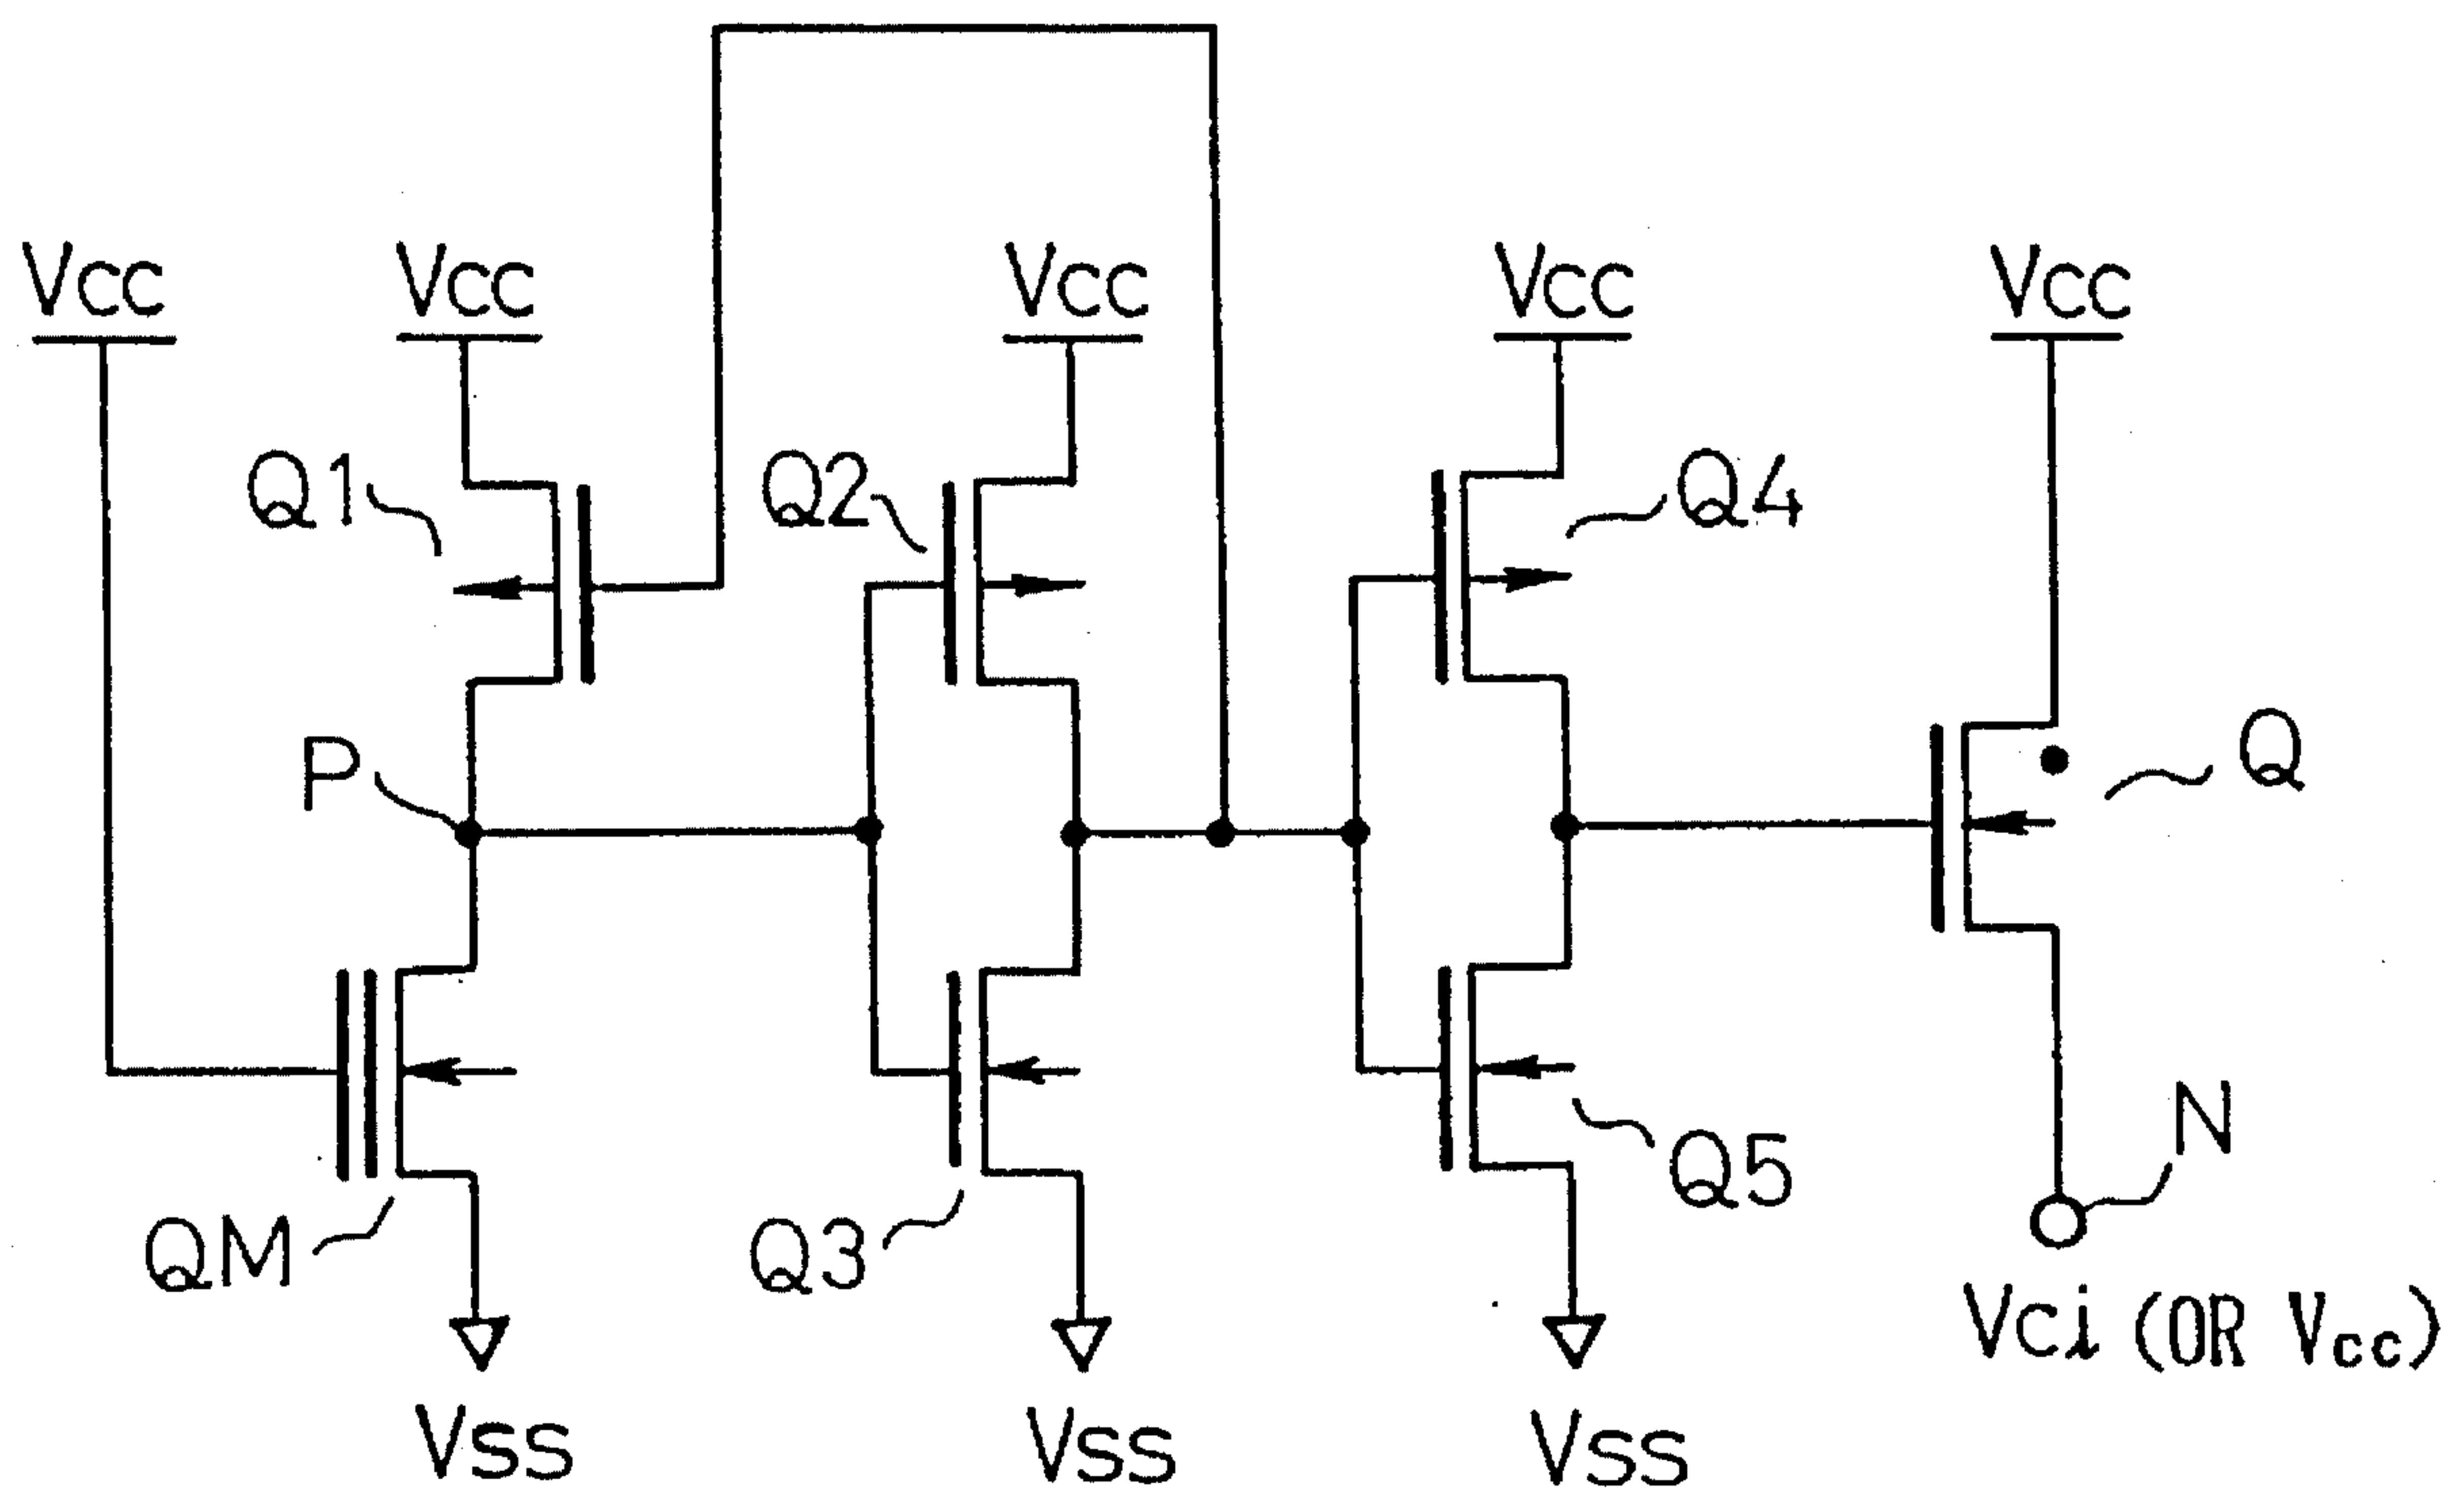 Vcc Vcc Vcc Vcc Vcc
Q1 Q2 Q4
P Q
N
QM Q3 Q5
Vci (OR Vcc)
Vss Vss Vss